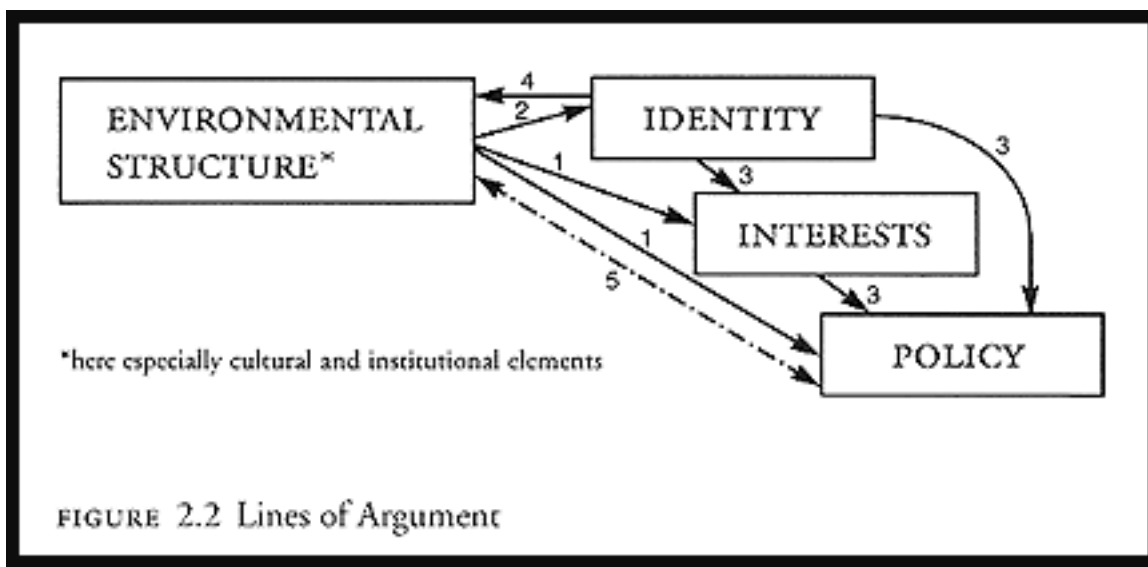 ENVIRONMENTAL
STRUCTURE*
4
2
IDENTITY
3
3
1
INTERESTS
1
5
3
POLICY
*here especially cultural and institutional elements
FIGURE 2.2 Lines of Argument